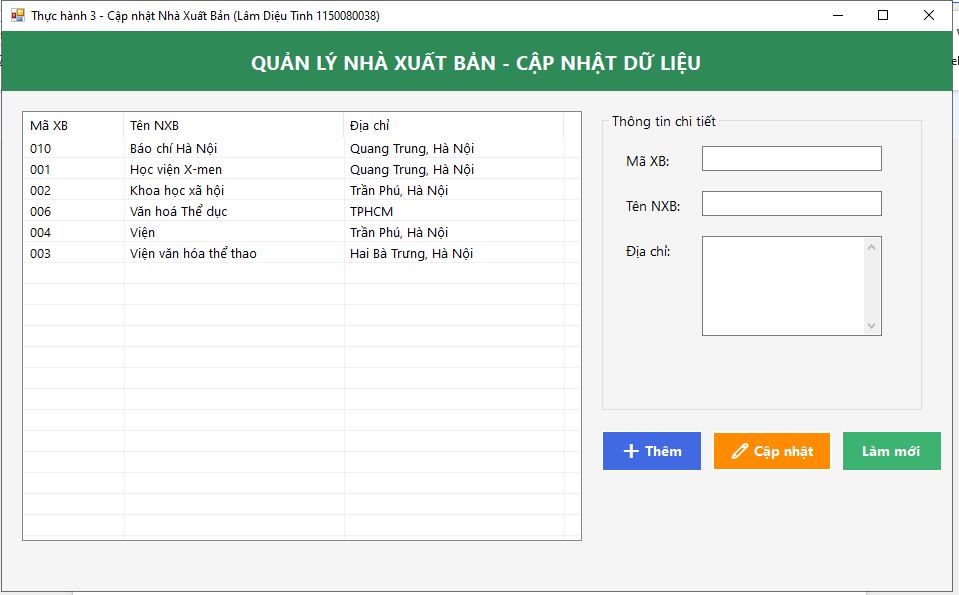 Thực hành 3 - Cập nhật Nhà Xuất Bản (Lâm Diệu Tinh 1150080038)
QUẢN LÝ NHÀ XUẤT BẢN - CẬP NHẬT DỮ LIỆU
Mã XB Tên NXB Địa chỉ
010 Báo chí Hà Nội Quang Trung, Hà Nội
001 Học viện X-men Quang Trung, Hà Nội
002 Khoa học xã hội Trần Phú, Hà Nội
006 Văn hoá Thể dục TPHCM
004 Viện Trần Phú, Hà Nội
003 Viện văn hóa thể thao Hai Bà Trưng, Hà Nội
Thông tin chi tiết
Mã XB:
Tên NXB:
Địa chỉ:
Thêm Cập nhật Làm mới